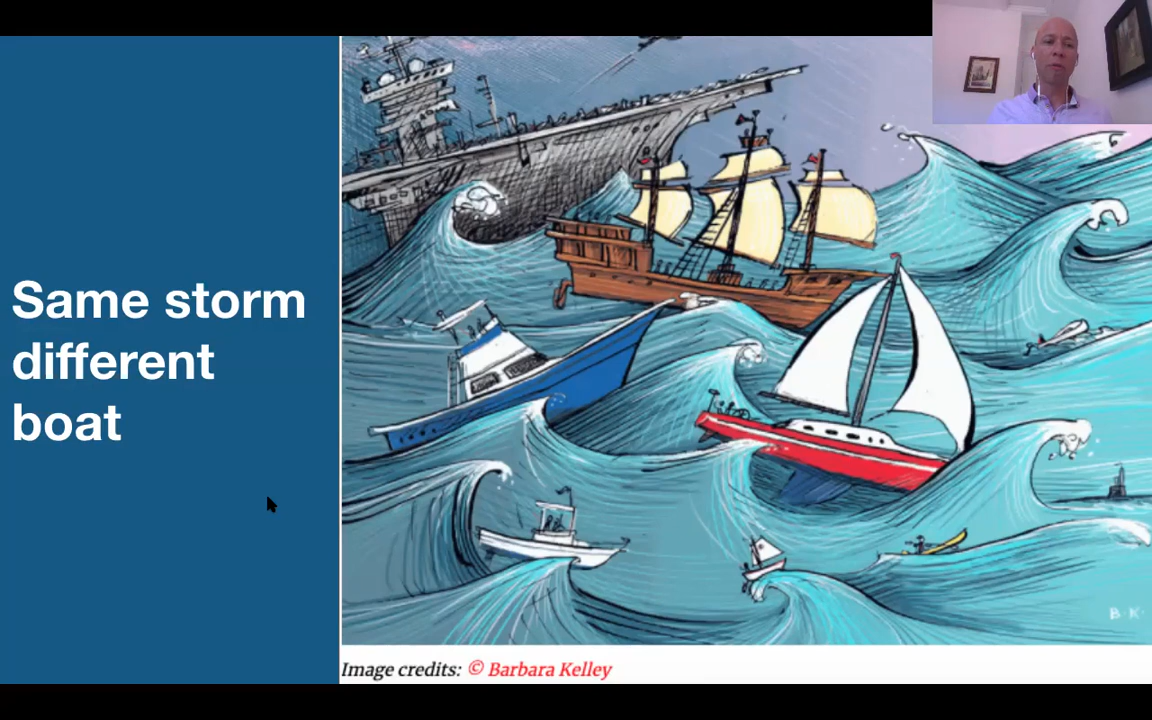 Same storm
different
boat
B.K.
Image credits: © Barbara Kelley